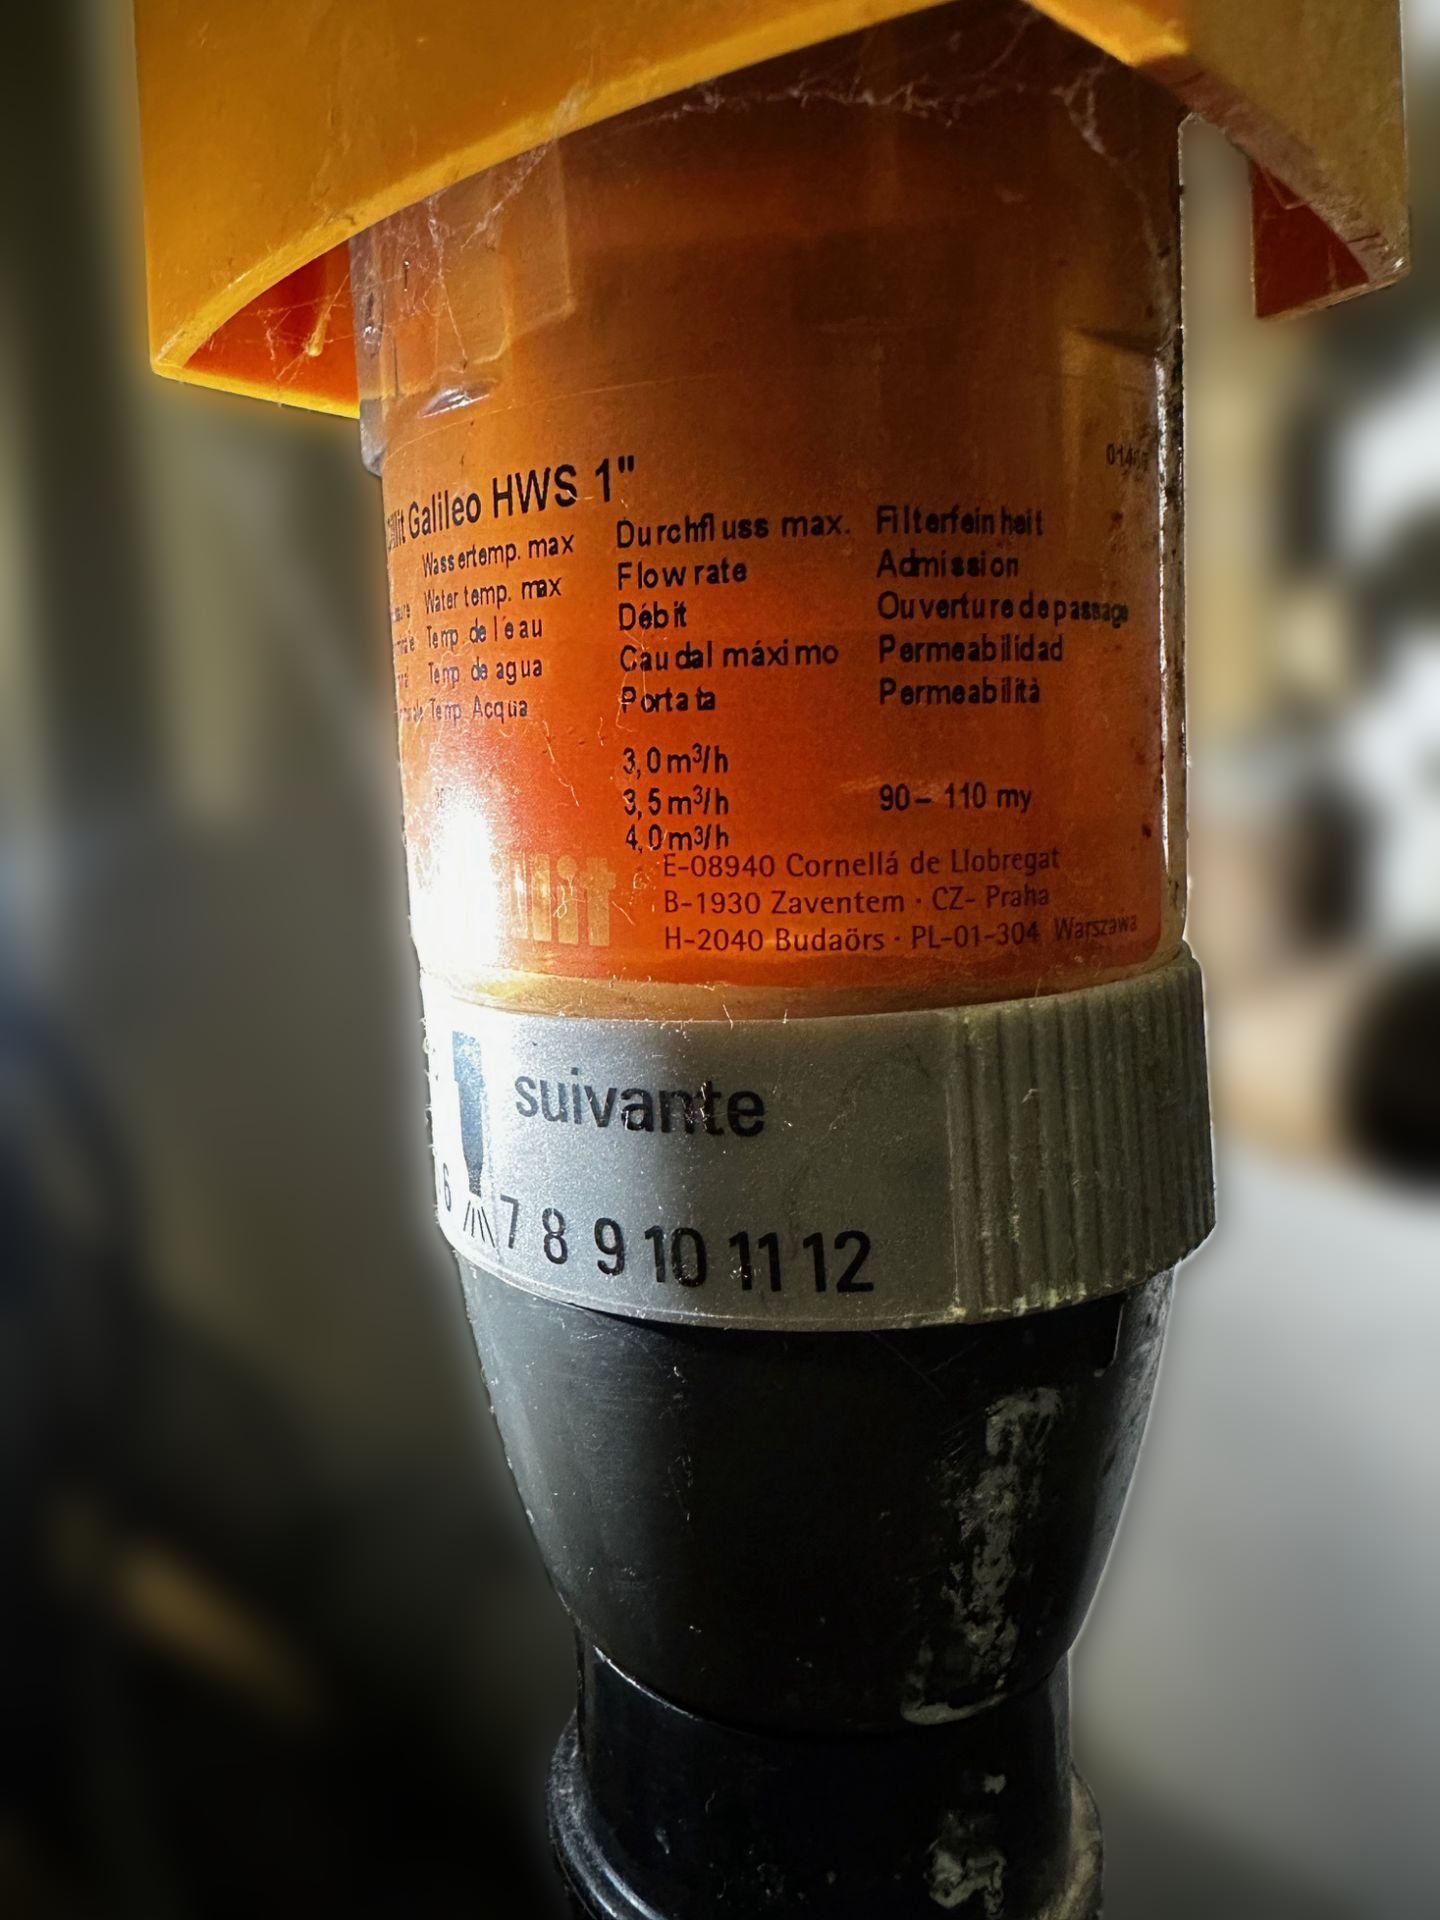 Galileo HWS 1"
Wassertemp. max
Water temp. max
Temp. de l'eau
Temp. de agua
Temp. Acqua
Durchfluss max.
Flow rate
Débit
Caudal máximo
Portata
3,0 m³/h
3,5 m³/h
4,0 m³/h
Filterfeinheit
Admission
Ouverture de passage
Permeabilidad
Permeabilità
90 – 110 my
E-08940 Cornellá de Llobregat
B-1930 Zaventem · CZ- Praha
H-2040 Budaörs · PL-01-304 Warszawa
suivante
6 7 8 9 10 11 12